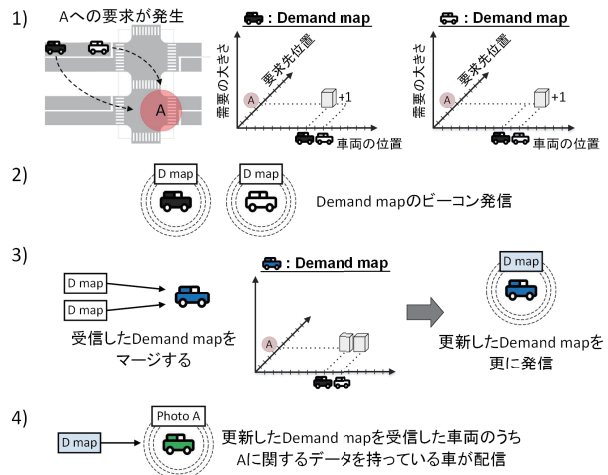 1)
Aへの要求が発生
A
: Demand map
需要の大きさ
要求先位置
A
+1
車両の位置
: Demand map
需要の大きさ
要求先位置
A
+1
車両の位置
2)
D map
D map
Demand mapのビーコン発信
3)
D map
D map
受信したDemand mapを
マージする
: Demand map
A
D map
更新したDemand mapを
更に発信
4)
D map
Photo A
更新したDemand mapを受信した車両のうち
Aに関するデータを持っている車が配信